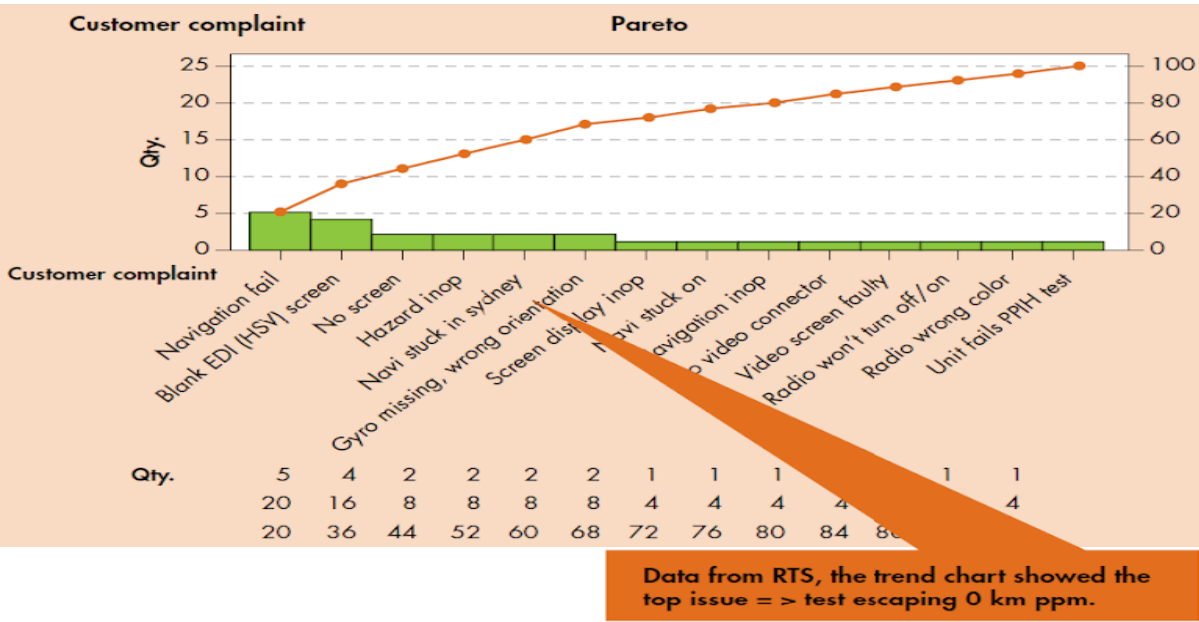 Customer complaint Pareto
25 100
20 80
Qty.
15 60
10 40
5 20
0 0
Customer complaint
Navigation fail
Blank EDI (HSV) screen
No screen
Hazard inop
Navi stuck in sydney
Gyro missing, wrong orientation
Screen display inop
Navi stuck on
avigation inop
o video connector
Video screen faulty
Radio won't turn off/on
Radio wrong color
Unit fails PPIH test
Qty. 5 4 2 2 2 2 1 1 1 1 1
20 16 8 8 8 8 4 4 4 4 4
20 36 44 52 60 68 72 76 80 84
Data from RTS, the trend chart showed the
top issue = > test escaping 0 km ppm.